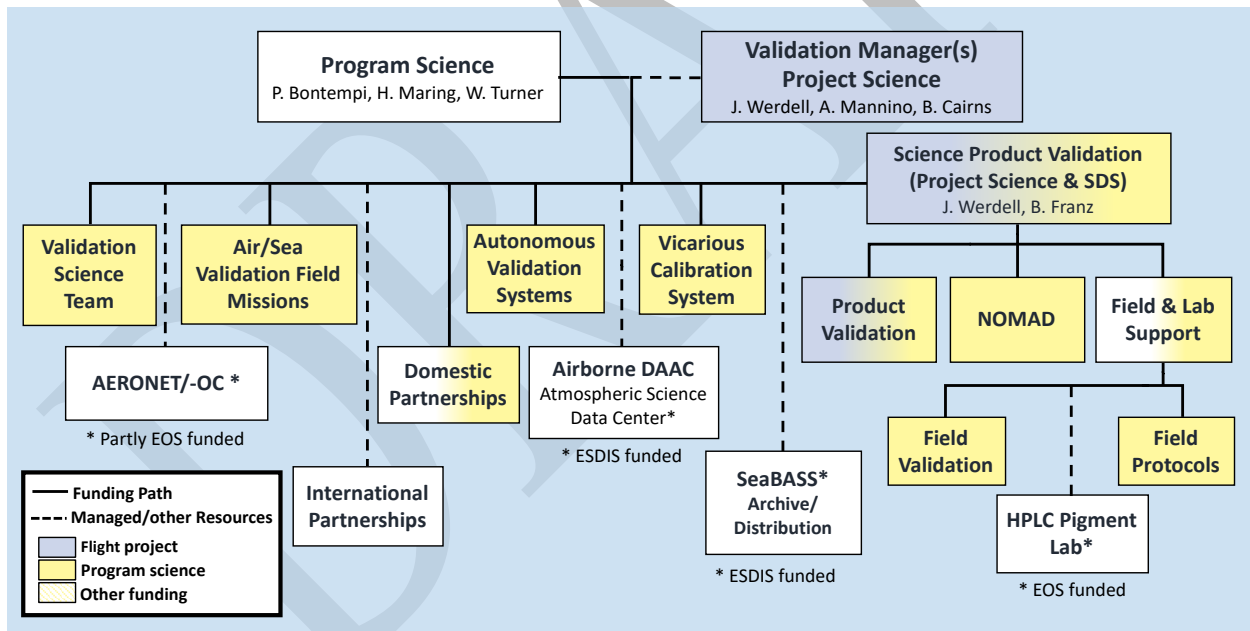 DRAFT
Program Science
P. Bontempi, H. Maring, W. Turner
Validation Manager(s)
Project Science
J. Werdell, A. Mannino, B. Cairns
Science Product Validation
(Project Science & SDS)
J. Werdell, B. Franz
Validation
Science
Team
Air/Sea
Validation Field
Missions
Autonomous
Validation
Systems
Vicarious
Calibration
System
Product
Validation
NOMAD
Field & Lab
Support
AERONET/-OC *
* Partly EOS funded
Domestic
Partnerships
Airborne DAAC
Atmospheric Science
Data Center*
* ESDIS funded
Field
Validation
Field
Protocols
International
Partnerships
SeaBASS*
Archive/
Distribution
* ESDIS funded
HPLC Pigment
Lab*
* EOS funded
Funding Path
Managed/other Resources
Flight project
Program science
Other funding